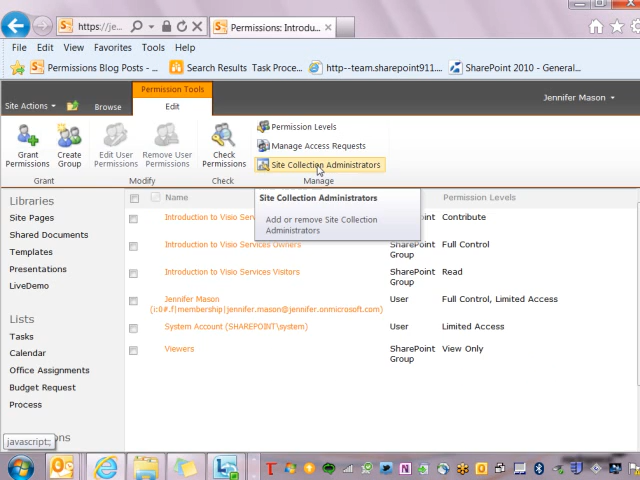 https://je...
Permissions: Introdu...
File Edit View Favorites Tools Help
Permissions Blog Posts - ...
Search Results Task Proce...
http--team.sharepoint911....
SharePoint 2010 - General...
Site Actions
Browse
Permission Tools
Edit
Jennifer Mason
Grant Permissions
Create Group
Edit User Permissions
Remove User Permissions
Check Permissions
Permission Levels
Manage Access Requests
Site Collection Administrators
Grant
Modify
Check
Manage
Site Collection Administrators
Add or remove Site Collection
Administrators
Libraries
Site Pages
Shared Documents
Templates
Presentations
LiveDemo
Lists
Tasks
Calendar
Office Assignments
Budget Request
Process
javascript:;
Name
Permission Levels
Introduction to Visio Serv
Group
Contribute
Introduction to Visio Services Owners
SharePoint Group
Full Control
Introduction to Visio Services Visitors
SharePoint Group
Read
Jennifer Mason
(i:0#.f|membership|jennifer.mason@jennifer.onmicrosoft.com)
User
Full Control, Limited Access
System Account (SHAREPOINT\system)
User
Limited Access
Viewers
SharePoint Group
View Only